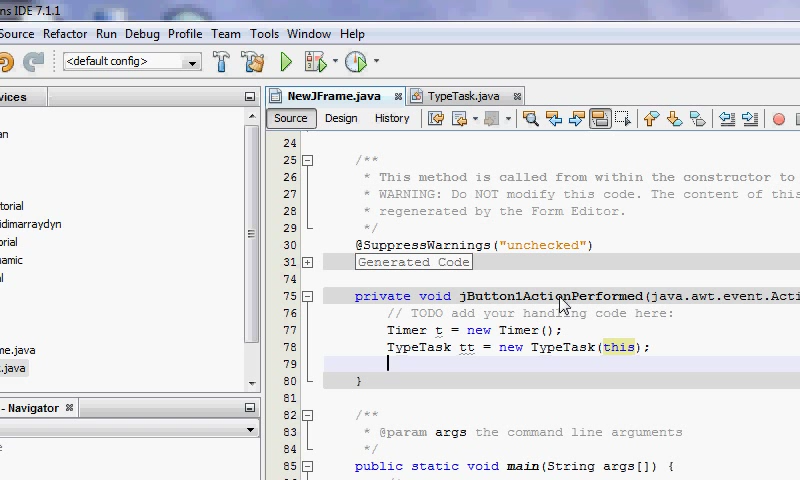 ns IDE 7.1.1
Source Refactor Run Debug Profile Team Tools Window Help
<default config>
vices
NewJFrame.java
TypeTask.java
Source Design History
an
torial
idimarraydyn
rial
namic
l
me.java
k.java
- Navigator
e
24
25 /**
26 * This method is called from within the constructor to
27 * WARNING: Do NOT modify this code. The content of this
28 * regenerated by the Form Editor.
29 */
30 @SuppressWarnings("unchecked")
31 Generated Code
74
75 private void jButton1ActionPerformed(java.awt.event.Acti
76 // TODO add your handling code here:
77 Timer t = new Timer();
78 TypeTask tt = new TypeTask(this);
79
80 }
81
82 /**
83 * @param args the command line arguments
84 */
85 public static void main(String args[]) {